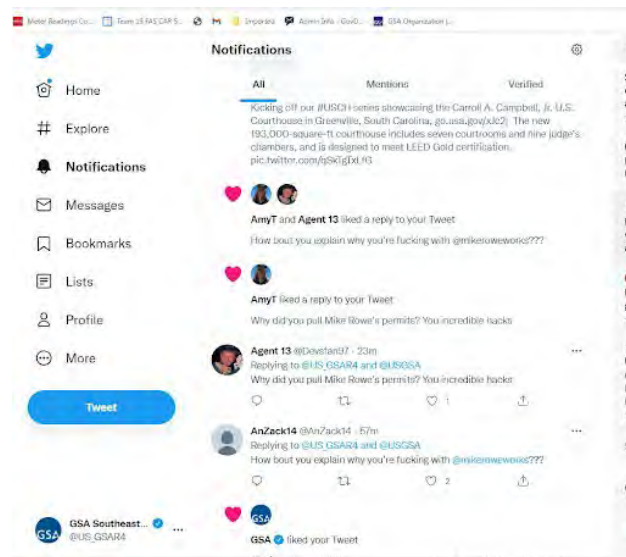 Meter Readings Co...
Team 15 FAS CAP S...
Imported
Admin Info - GovD...
GSA Organization
Notifications
All
Mentions
Verified
Home
Explore
Notifications
Messages
Bookmarks
Lists
Profile
More
Tweet
GSA Southeast...
@US_GSAR4
Kicking off our #USCH series showcasing the Carroll A. Campbell, Jr. U.S.
Courthouse in Greenville, South Carolina, The new
193,000-square-ft courthouse includes seven courtrooms and nine judge's
chambers, and is designed to meet LEED Gold certification.
AmyT and Agent 13 liked a reply to your Tweet
How bout you explain why you're fucking with @mikeroweworks???
AmyT liked a reply to your Tweet
Why did you pull Mike Rowe's permits? You incredible hacks
Agent 13 @Devsfan97 · 23m
Replying to @US_GSAR4 and @USGSA
Why did you pull Mike Rowe's permits? You incredible hacks
1
AnZack14 @AnZack14 · 57m
Replying to @US_GSAR4 and @USGSA
How bout you explain why you're fucking with @mikeroweworks???
2
GSA
GSA liked your Tweet